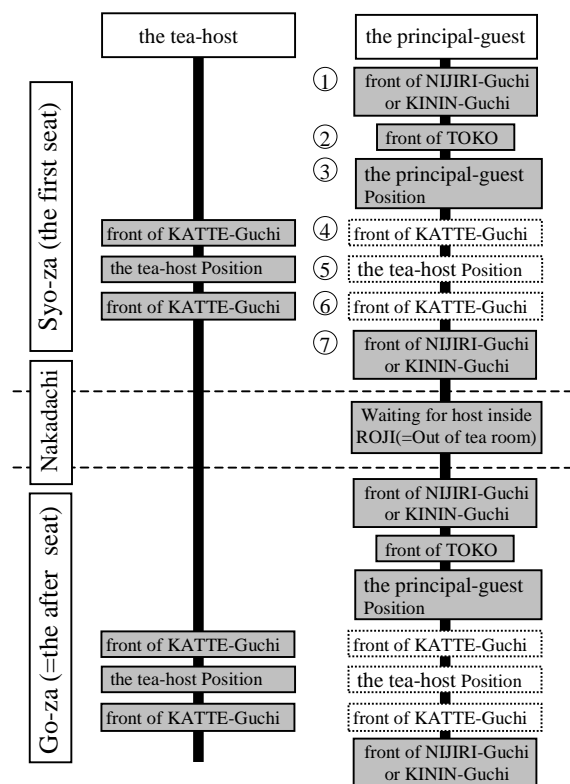 the tea-host
the principal-guest
Syo-za (the first seat)
①
front of NIJIRI-Guchi
or KININ-Guchi
②
front of TOKO
③
the principal-guest
Position
front of KATTE-Guchi
④
front of KATTE-Guchi
the tea-host Position
⑤
the tea-host Position
front of KATTE-Guchi
⑥
front of KATTE-Guchi
⑦
front of NIJIRI-Guchi
or KININ-Guchi
Nakadachi
Waiting for host inside
ROJI(=Out of tea room)
Go-za (=the after seat)
front of NIJIRI-Guchi
or KININ-Guchi
front of TOKO
the principal-guest
Position
front of KATTE-Guchi
front of KATTE-Guchi
the tea-host Position
the tea-host Position
front of KATTE-Guchi
front of KATTE-Guchi
front of NIJIRI-Guchi
or KININ-Guchi